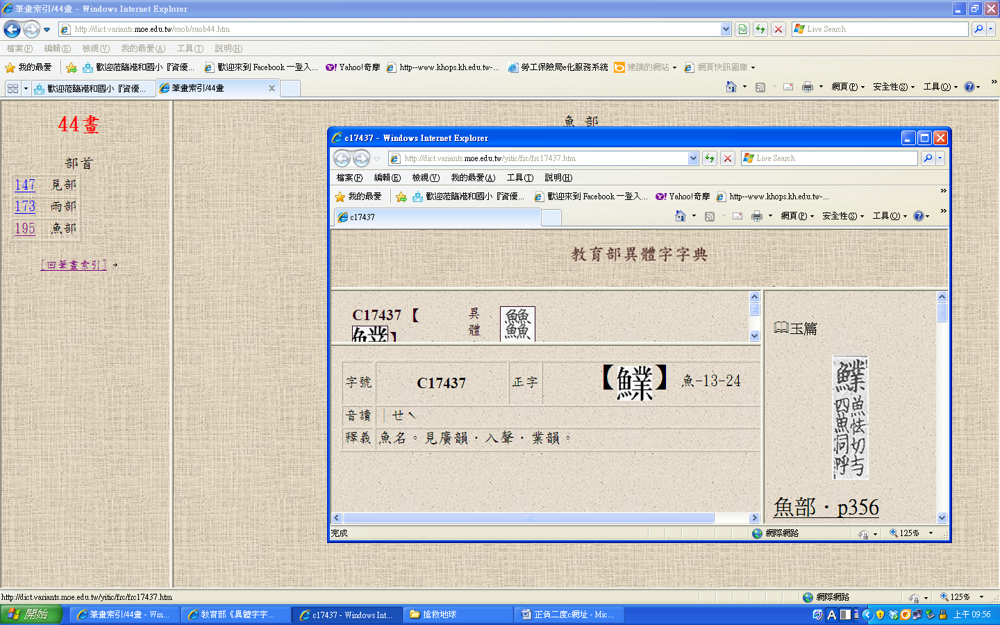 筆畫索引/44畫 - Windows Internet Explorer
http://dict.variants.moe.edu.tw/suob/suob44.htm
Live Search
檔案(F) 編輯(E) 檢視(V) 我的最愛(A) 工具(T) 說明(H)
我的最愛 歡迎蒞臨港和國小『資優... 歡迎來到 Facebook —登入... Yahoo!奇摩 http--www.khops.kh.edu.tw-... 勞工保險局e化服務系統 建議的網站 網頁快訊圖庫
歡迎蒞臨港和國小『資優... 筆畫索引/44畫 網頁(P) 安全性(S) 工具(O)
44畫
部首
147 見部
173 雨部
195 魚部
[回筆畫索引]
魚 部
c17437 - Windows Internet Explorer
http://dict.variants.moe.edu.tw/yitic/frc/frc17437.htm
Live Search
檔案(F) 編輯(E) 檢視(V) 我的最愛(A) 工具(T) 說明(H)
我的最愛 歡迎蒞臨港和國小『資優... 歡迎來到 Facebook —登入... Yahoo!奇摩 http--www.khops.kh.edu.tw-...
c17437 網頁(P) 安全性(S) 工具(O)
教育部異體字字典
C17437 【䲜】
異體
䲜
字號 C17437 正字 【鸈】 魚-13-24
音讀 ㄧㄝˋ
釋義 魚名。見廣韻．入聲．業韻。
玉篇
魚怯切与
四魚洞呼
魚部．p356
完成 網際網路 125%
http://dict.variants.moe.edu.tw/yitic/frc/frc17437.htm 網際網路 125%
開始 筆畫索引/44畫 - Win... 教育部《異體字字... c17437 - Windows Int... 搶救地球 正負二度c網址 - Mic... A 上午 09:56